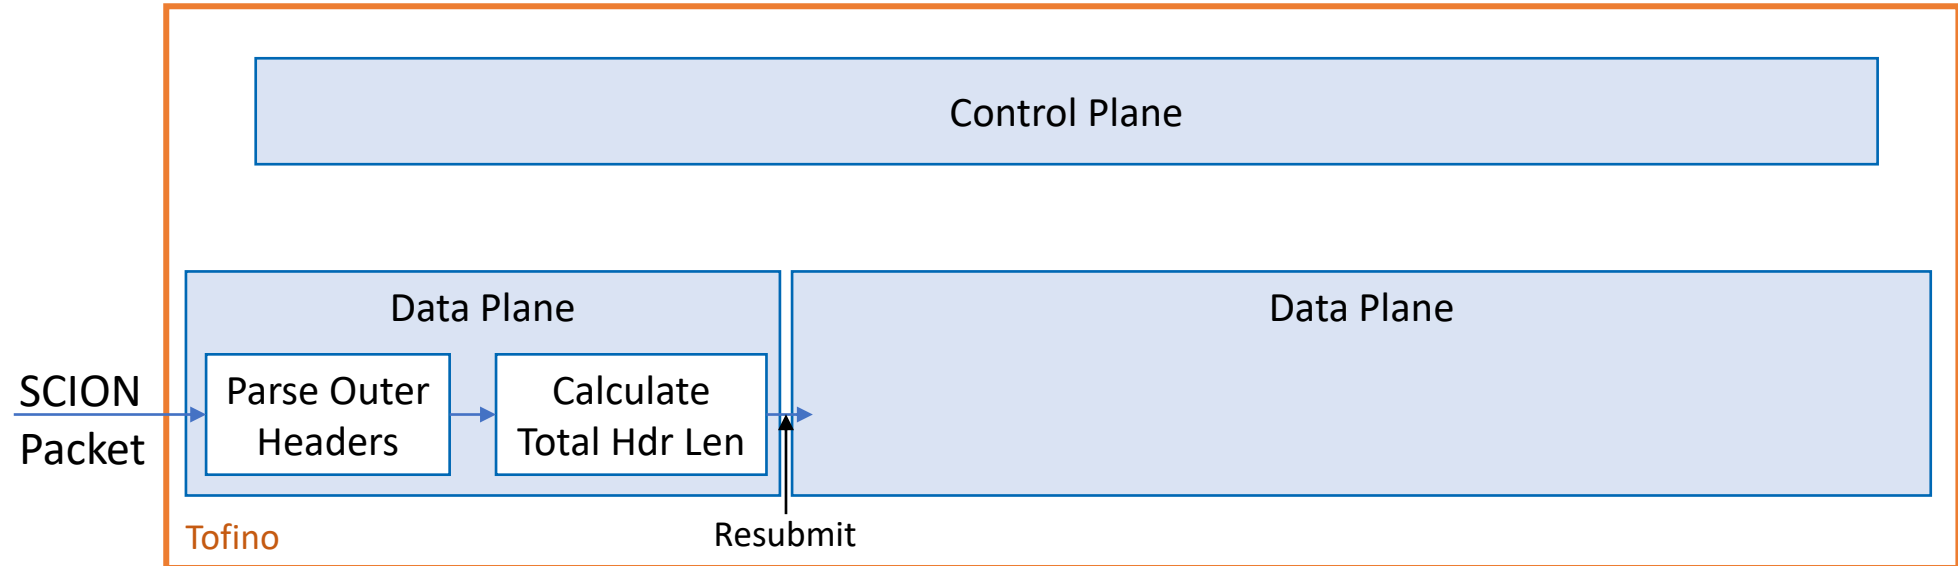 Control Plane
Data Plane
Data Plane
SCION
Packet
Parse Outer
Headers
Calculate
Total Hdr Len
Tofino
Resubmit